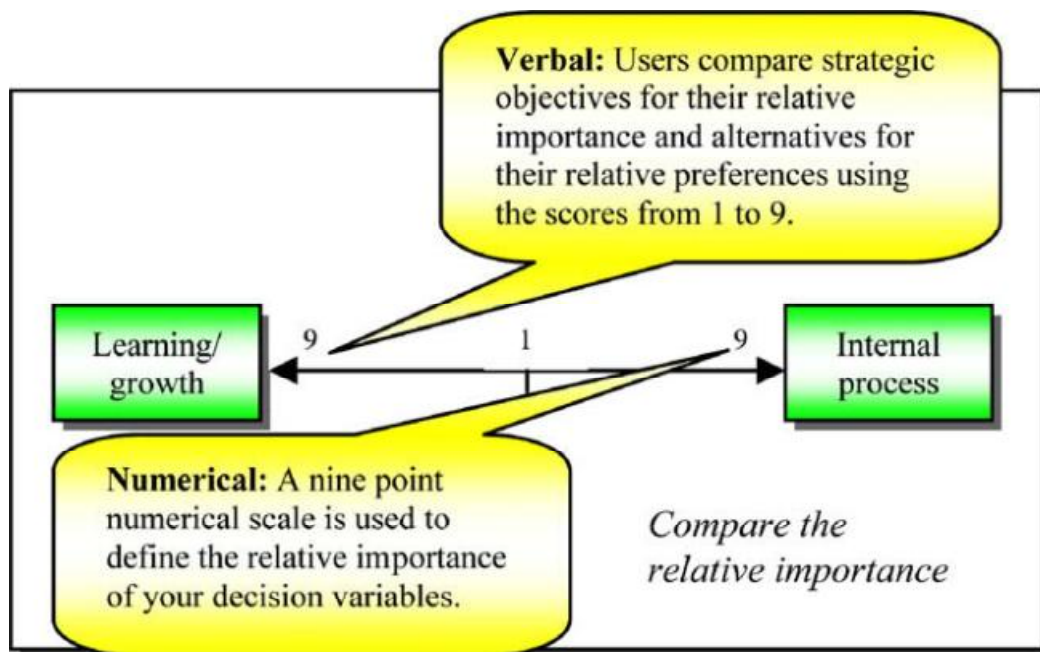 Verbal: Users compare strategic
objectives for their relative
importance and alternatives for
their relative preferences using
the scores from 1 to 9.
Learning/
growth
9
1
9
Internal
process
Numerical: A nine point
numerical scale is used to
define the relative importance
of your decision variables.
Compare the
relative importance